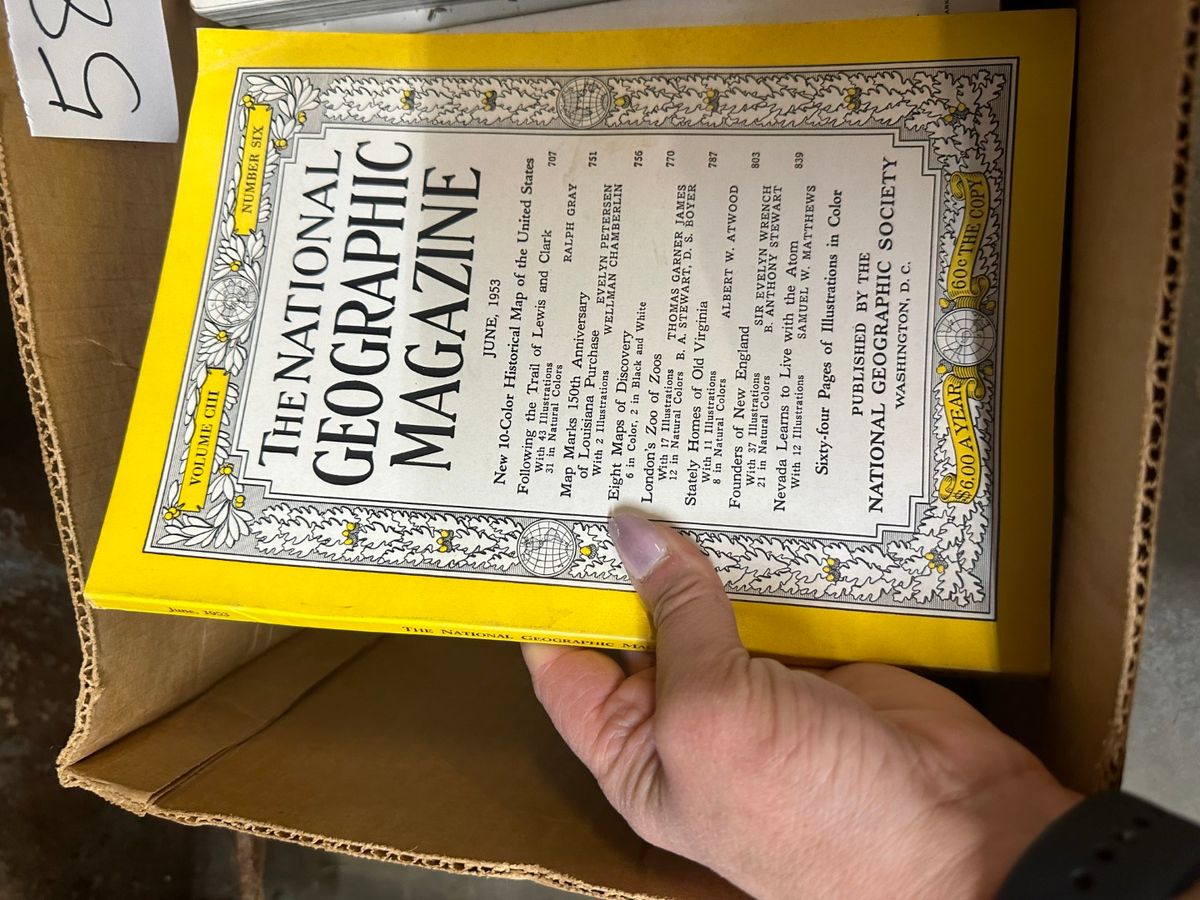 58
VOLUME CIII
NUMBER SIX
THE NATIONAL
GEOGRAPHIC
MAGAZINE
JUNE, 1953
New 10-Color Historical Map of the United States
Following the Trail of Lewis and Clark 707
With 43 Illustrations
31 in Natural Colors RALPH GRAY
Map Marks 150th Anniversary
of Louisiana Purchase 751
With 2 Illustrations EVELYN PETERSEN
WELLMAN CHAMBERLIN
Eight Maps of Discovery 756
6 in Color, 2 in Black and White
London's Zoo of Zoos 770
With 17 Illustrations THOMAS GARNER JAMES
12 in Natural Colors B. A. STEWART, D. S. BOYER
Stately Homes of Old Virginia 787
With 11 Illustrations
8 in Natural Colors ALBERT W. ATWOOD
Founders of New England 803
With 37 Illustrations SIR EVELYN WRENCH
21 in Natural Colors B. ANTHONY STEWART
Nevada Learns to Live with the Atom 839
With 12 Illustrations SAMUEL W. MATTHEWS
Sixty-four Pages of Illustrations in Color
PUBLISHED BY THE
NATIONAL GEOGRAPHIC SOCIETY
WASHINGTON, D. C.
$6.00 A YEAR
60¢ THE COPY
June, 1953
THE NATIONAL GEOGRAPHIC